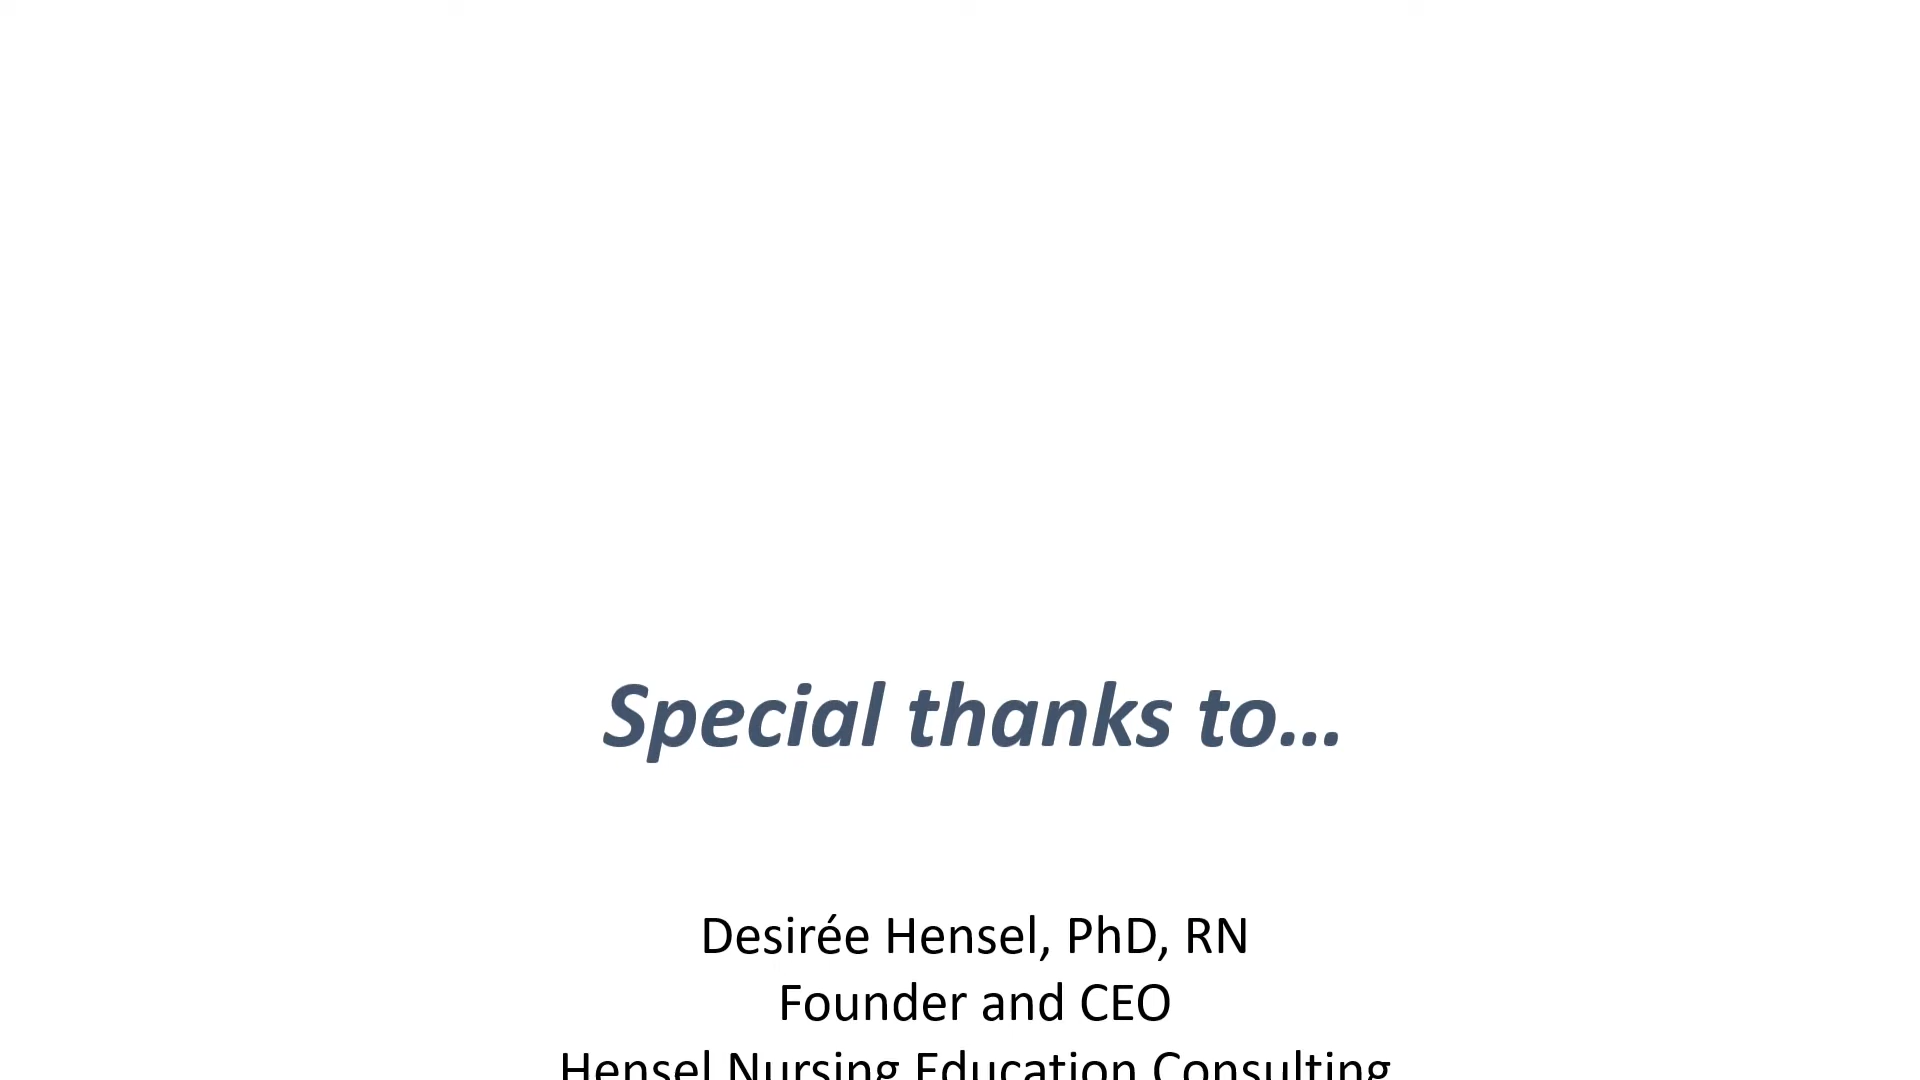 Special thanks to...
Desirée Hensel, PhD, RN
Founder and CEO
Hensel Nursing Education Consulting